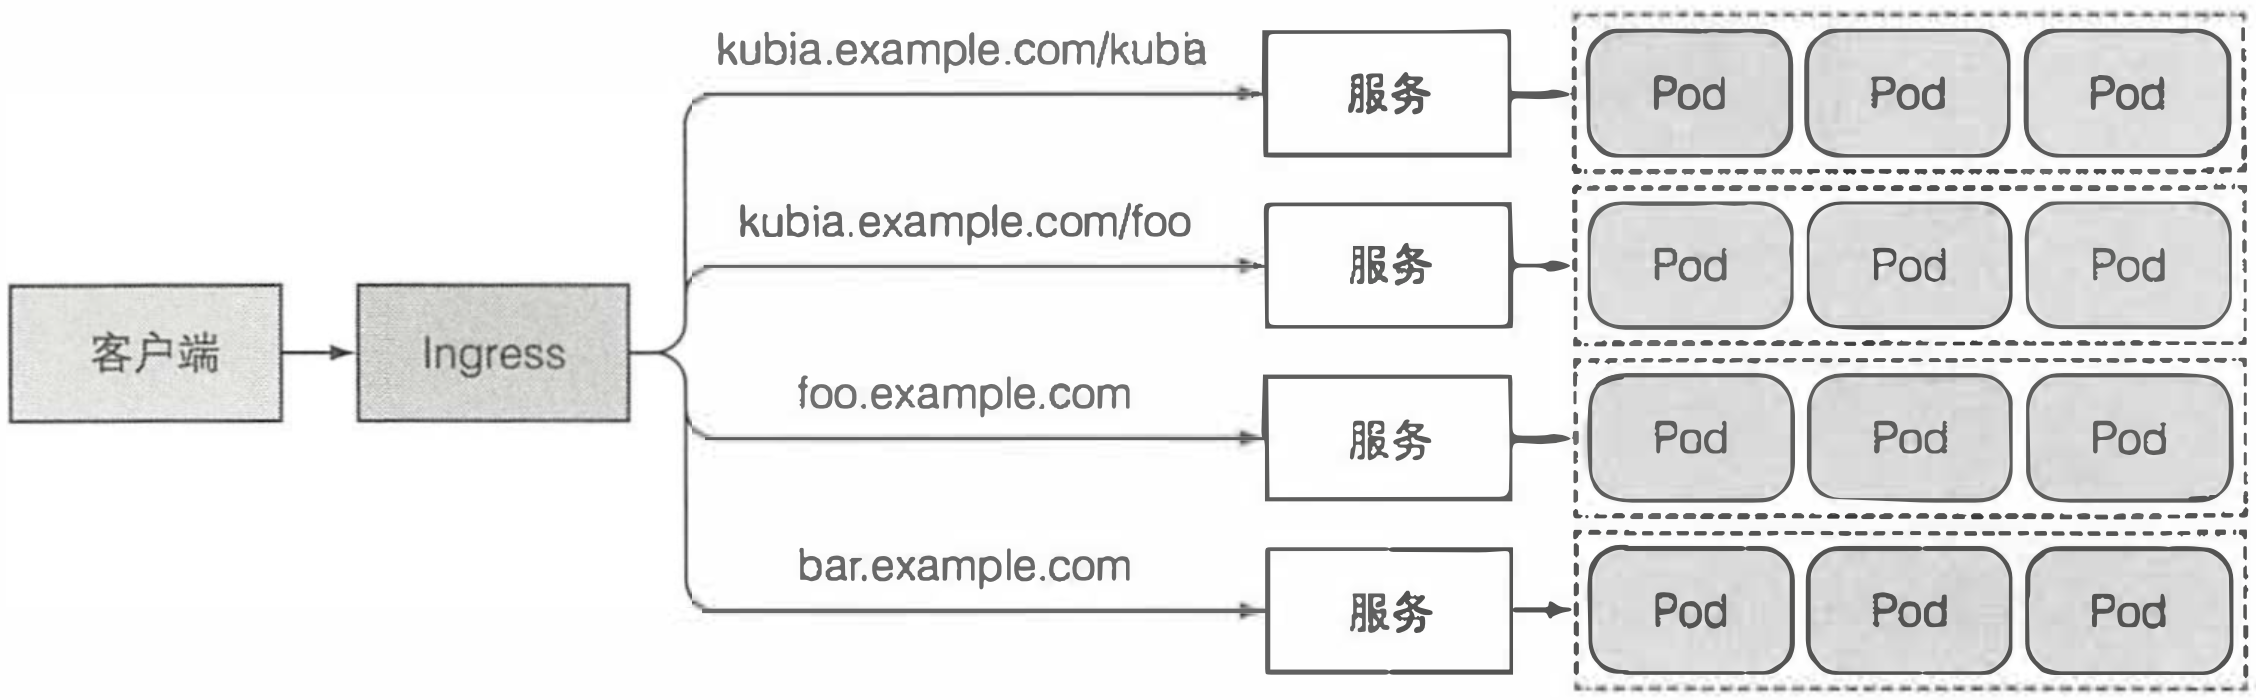 kubia.example.com/kubia
服务
Pod Pod Pod
kubia.example.com/foo
服务
Pod Pod Pod
客户端
Ingress
foo.example.com
服务
Pod Pod Pod
bar.example.com
服务
Pod Pod Pod